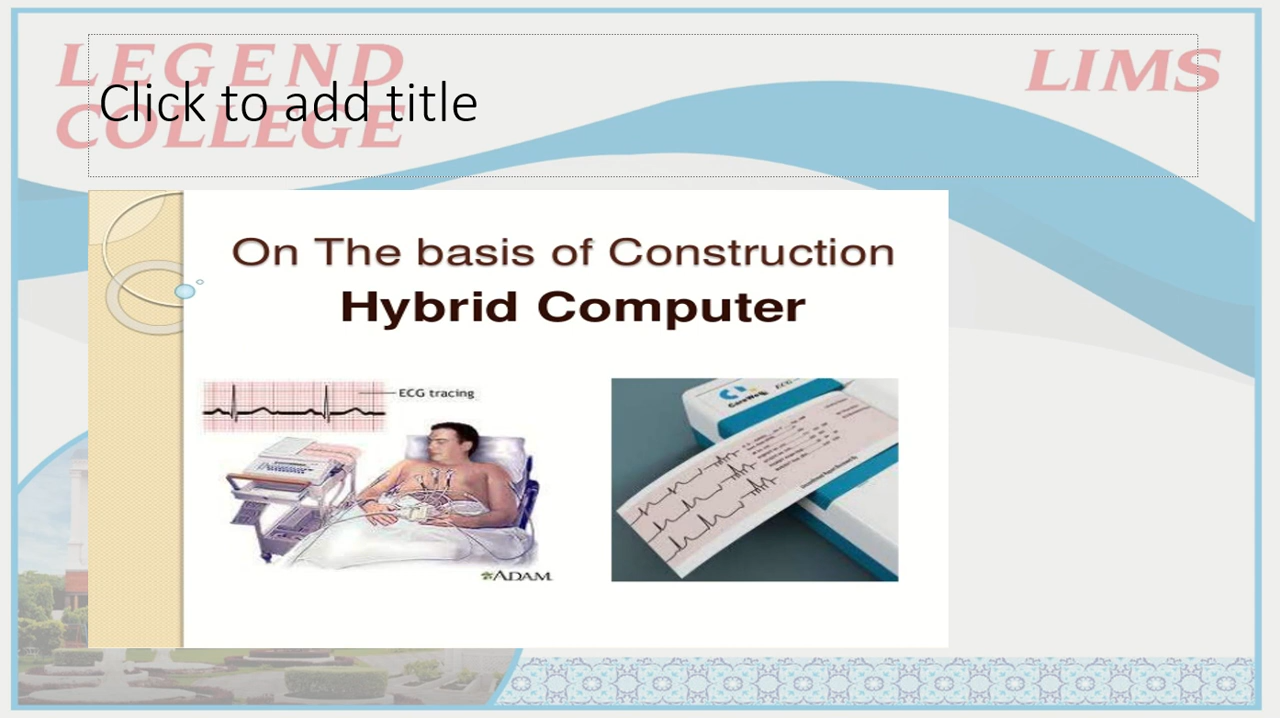 LEGEND
COLLEGE
LIMS
Click to add title
On The basis of Construction
Hybrid Computer
ECG tracing
ADAM